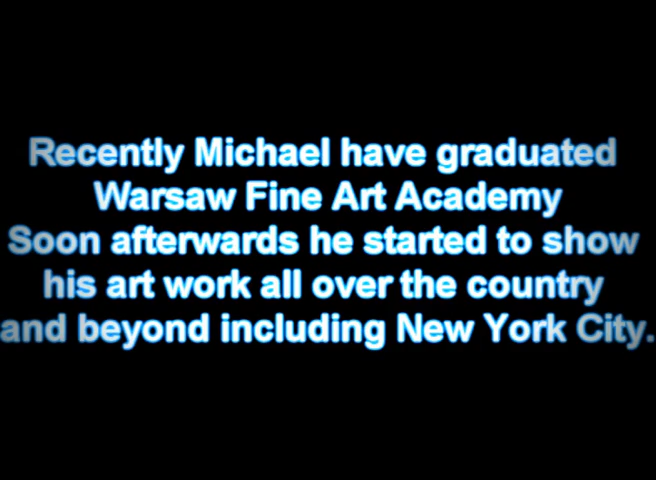 Recently Michael have graduated
Warsaw Fine Art Academy
Soon afterwards he started to show
his art work all over the country
and beyond including New York City.